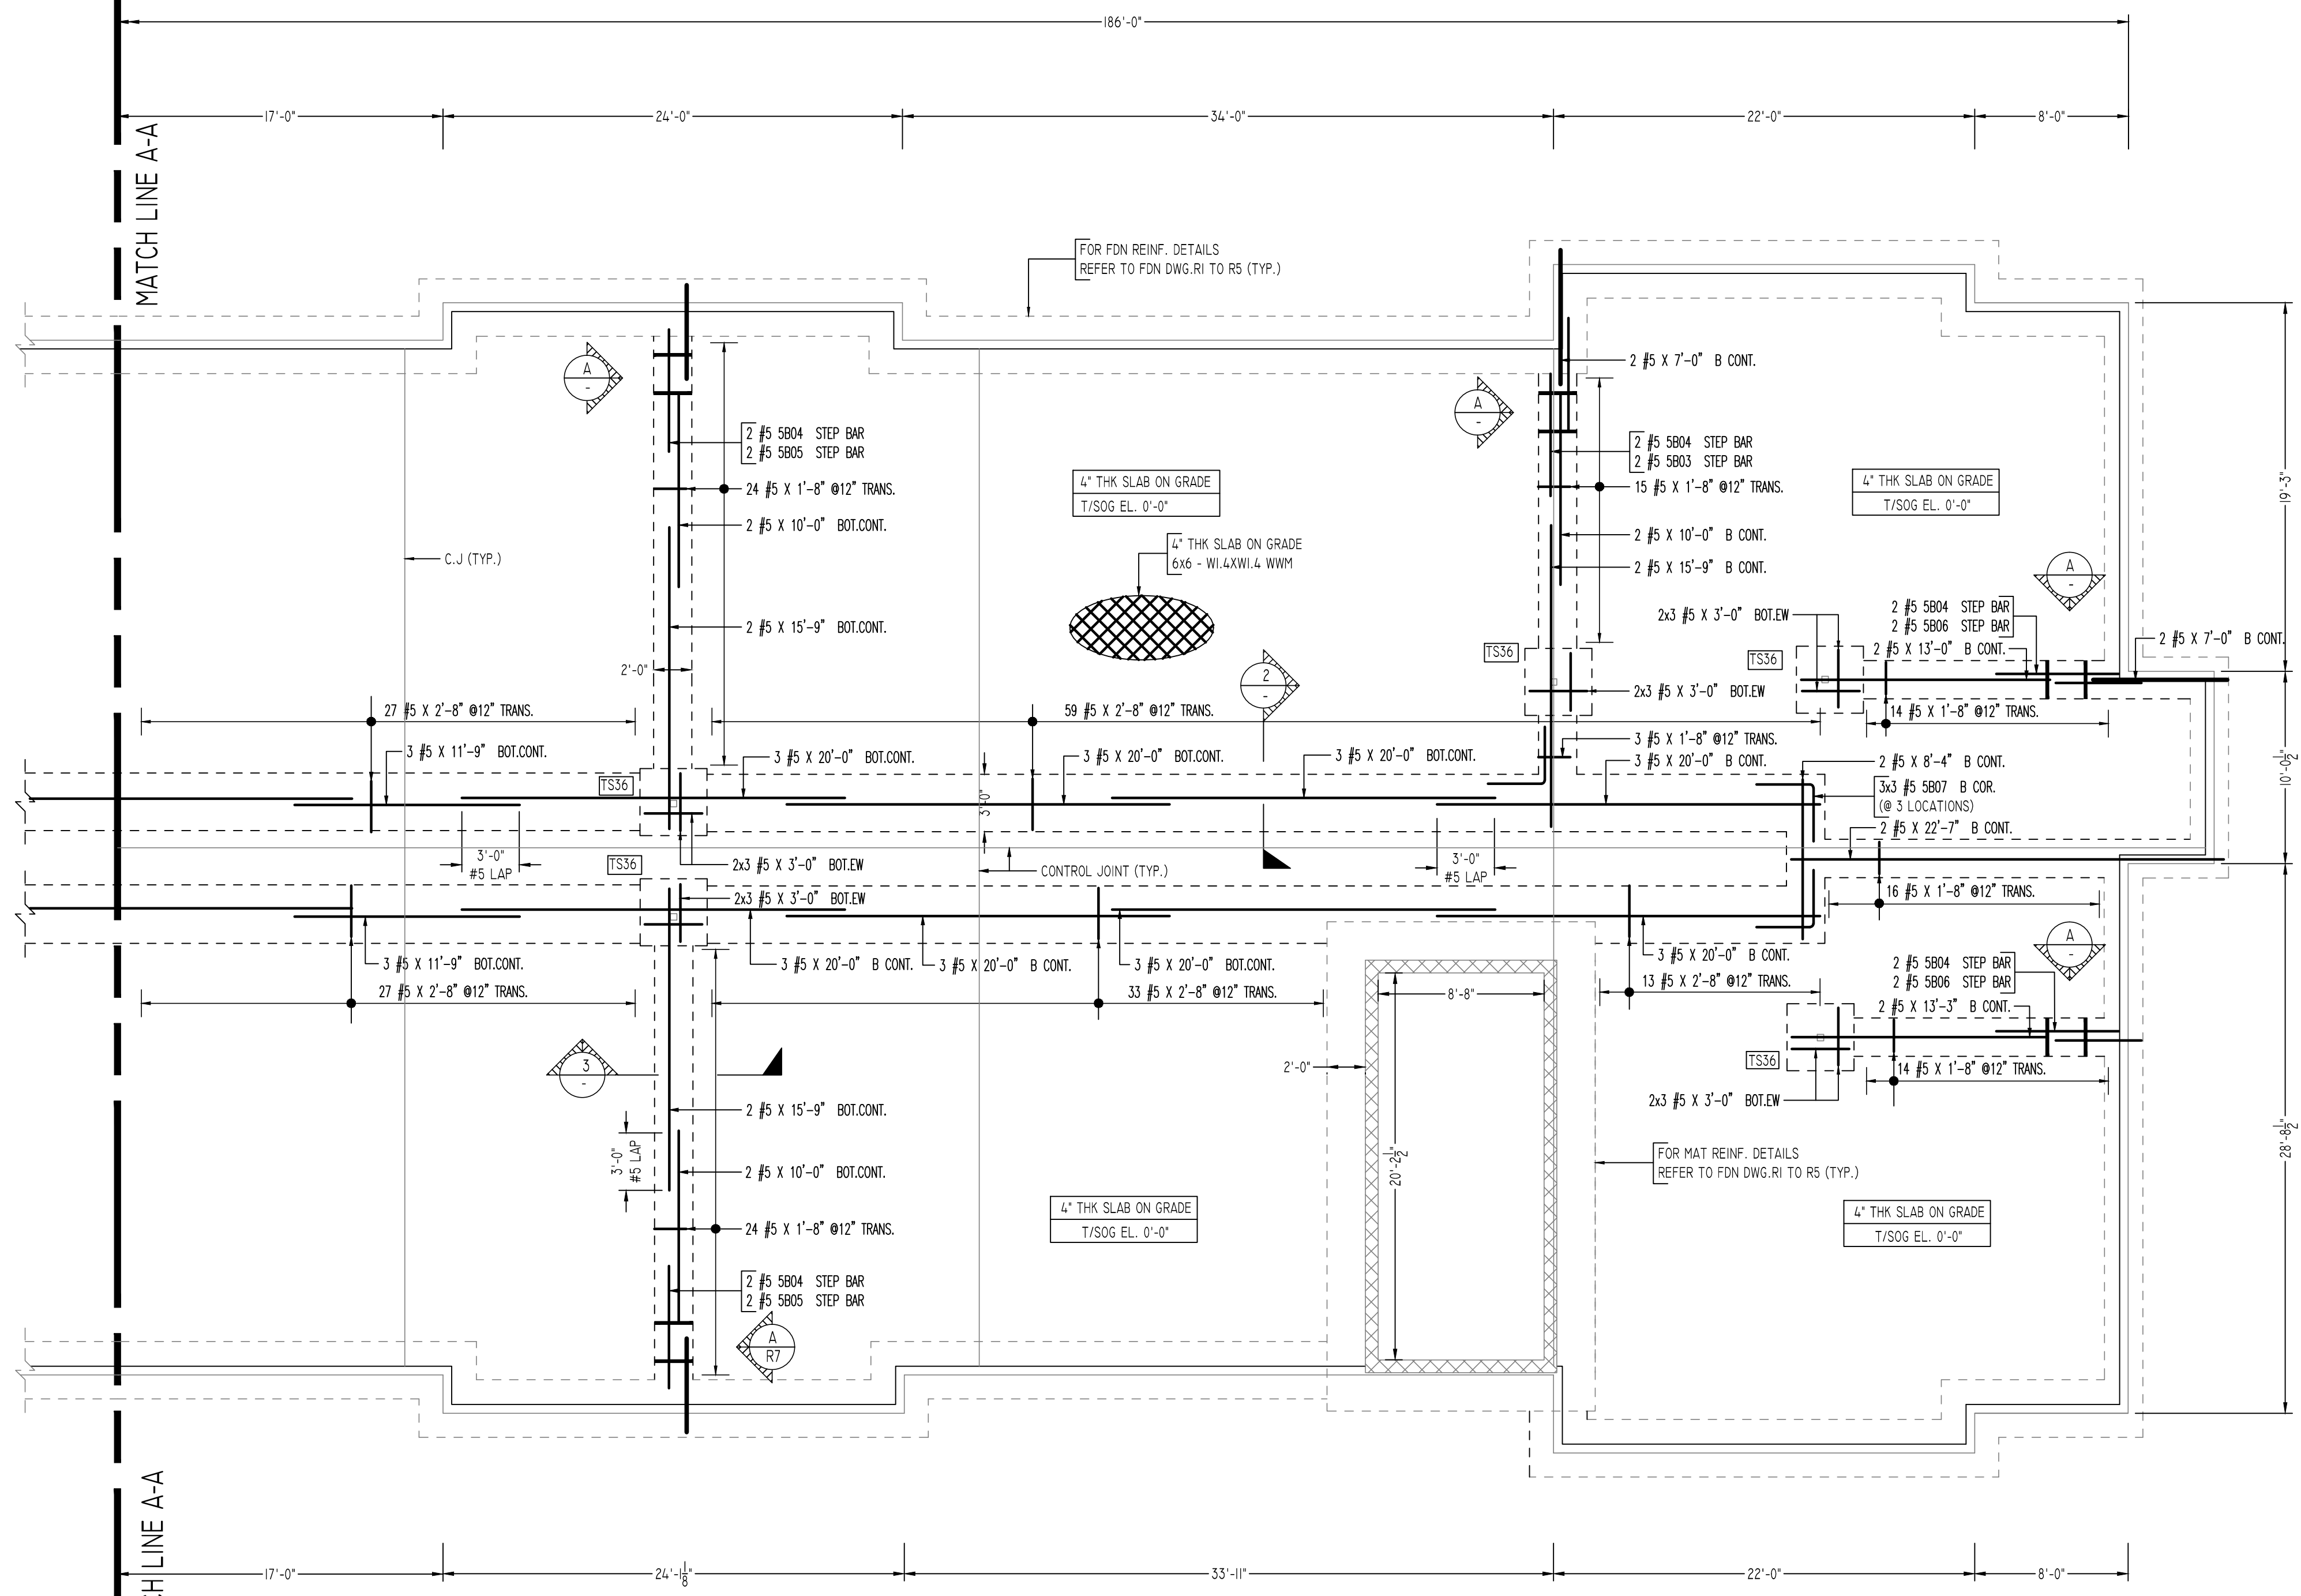 186'-0"
17'-0"
24'-0"
34'-0"
22'-0"
8'-0"
MATCH LINE A-A
FOR FDN REINF. DETAILS
REFER TO FDN DWG.R1 TO R5 (TYP.)
A
-
A
-
2 #5 X 7'-0" B CONT.
2 #5 5B04 STEP BAR
2 #5 5B05 STEP BAR
24 #5 X 1'-8" @12" TRANS.
2 #5 X 10'-0" BOT.CONT.
2 #5 5B04 STEP BAR
2 #5 5B03 STEP BAR
15 #5 X 1'-8" @12" TRANS.
4" THK SLAB ON GRADE
T/SOG EL. 0'-0"
4" THK SLAB ON GRADE
T/SOG EL. 0'-0"
19'-3"
C.J (TYP.)
4" THK SLAB ON GRADE
6x6 - W1.4XW1.4 WWM
2 #5 X 10'-0" B CONT.
2 #5 X 15'-9" B CONT.
A
-
2x3 #5 X 3'-0" BOT.EW
2 #5 5B04 STEP BAR
2 #5 5B06 STEP BAR
2 #5 X 15'-9" BOT.CONT.
2 #5 X 7'-0" B CONT.
2 #5 X 13'-0" B CONT.
TS36
TS36
2'-0"
2
-
2x3 #5 X 3'-0" BOT.EW
27 #5 X 2'-8" @12" TRANS.
59 #5 X 2'-8" @12" TRANS.
14 #5 X 1'-8" @12" TRANS.
3 #5 X 1'-8" @12" TRANS.
3 #5 X 11'-9" BOT.CONT.
3 #5 X 20'-0" BOT.CONT.
3 #5 X 20'-0" BOT.CONT.
3 #5 X 20'-0" BOT.CONT.
3 #5 X 20'-0" B CONT.
2 #5 X 8'-4" B CONT.
10'-0 1/2"
TS36
3'-0"
3x3 #5 5B07 B COR.
(@ 3 LOCATIONS)
2 #5 X 22'-7" B CONT.
3'-0"
#5 LAP
TS36
2x3 #5 X 3'-0" BOT.EW
CONTROL JOINT (TYP.)
3'-0"
#5 LAP
2x3 #5 X 3'-0" BOT.EW
16 #5 X 1'-8" @12" TRANS.
A
-
3 #5 X 11'-9" BOT.CONT.
3 #5 X 20'-0" B CONT.
3 #5 X 20'-0" B CONT.
3 #5 X 20'-0" BOT.CONT.
3 #5 X 20'-0" B CONT.
2 #5 5B04 STEP BAR
2 #5 5B06 STEP BAR
27 #5 X 2'-8" @12" TRANS.
33 #5 X 2'-8" @12" TRANS.
8'-8"
13 #5 X 2'-8" @12" TRANS.
2 #5 X 13'-3" B CONT.
3
-
2'-0"
TS36
14 #5 X 1'-8" @12" TRANS.
2x3 #5 X 3'-0" BOT.EW
28'-8 1/2"
2 #5 X 15'-9" BOT.CONT.
3'-0"
#5 LAP
20'-2 1/2"
FOR MAT REINF. DETAILS
REFER TO FDN DWG.R1 TO R5 (TYP.)
2 #5 X 10'-0" BOT.CONT.
24 #5 X 1'-8" @12" TRANS.
4" THK SLAB ON GRADE
T/SOG EL. 0'-0"
4" THK SLAB ON GRADE
T/SOG EL. 0'-0"
2 #5 5B04 STEP BAR
2 #5 5B05 STEP BAR
A
R7
CH LINE A-A
17'-0"
24'-1 1/8"
33'-11"
22'-0"
8'-0"